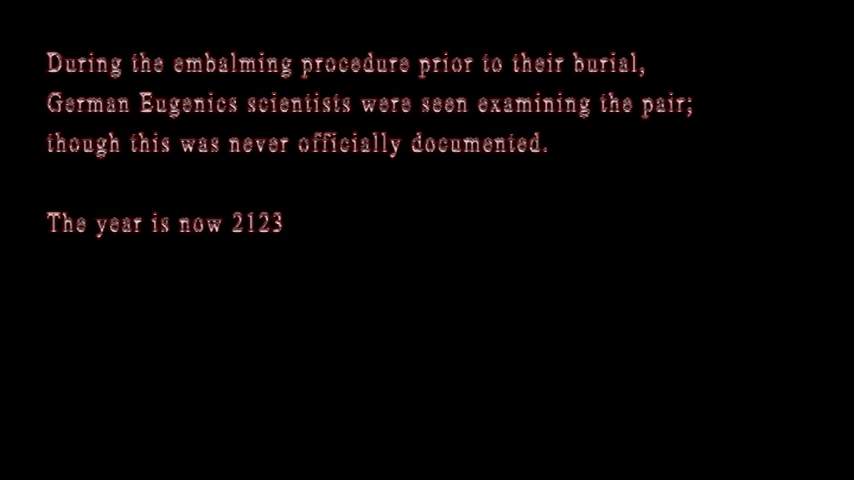 During the embalming procedure prior to their burial,
German Eugenics scientists were seen examining the pair;
though this was never officially documented.
The year is now 2123